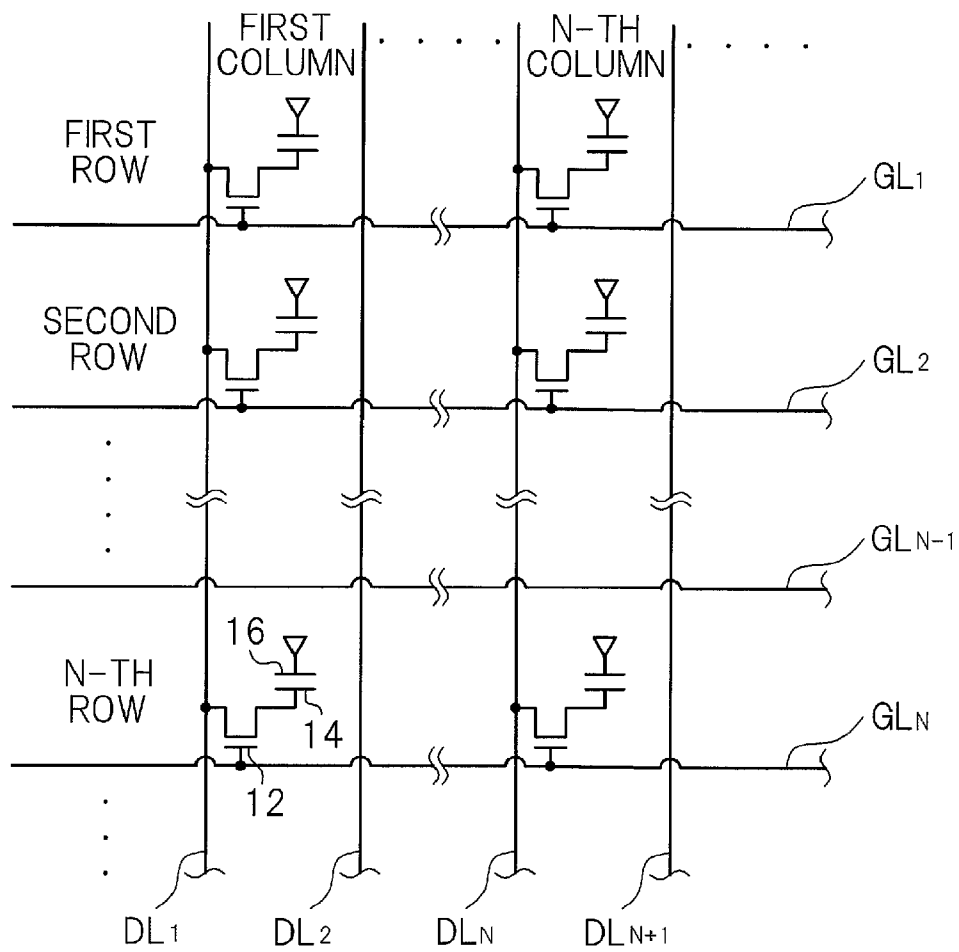 FIRST
COLUMN
N-TH
COLUMN
FIRST
ROW
GL1
SECOND
ROW
GL2
GLN-1
N-TH
ROW
16
14
12
GLN
DL1
DL2
DLN
DLN+1